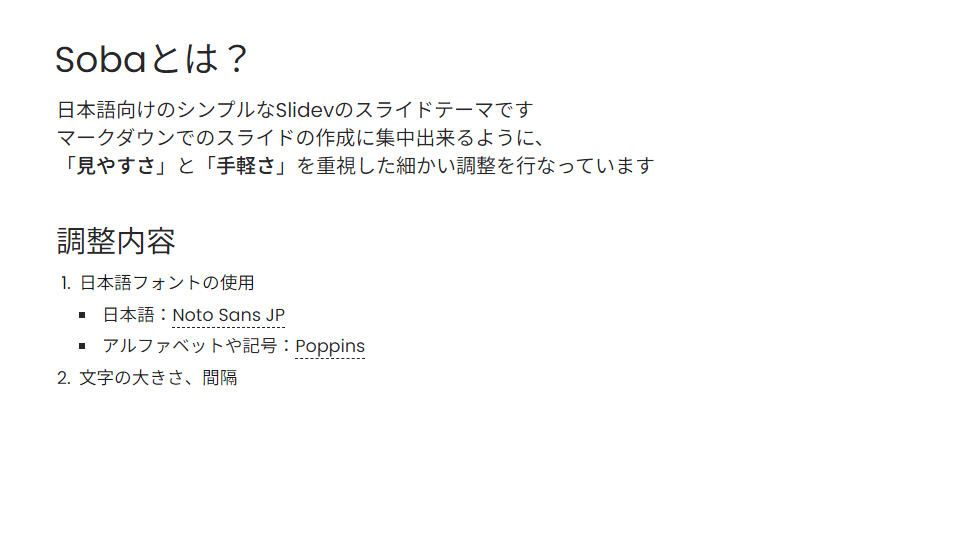 Sobaとは？
日本語向けのシンプルなSlidevのスライドテーマです
マークダウンでのスライドの作成に集中出来るように、
「見やすさ」と「手軽さ」を重視した細かい調整を行なっています
調整内容
1. 日本語フォントの使用
▪ 日本語：Noto Sans JP
▪ アルファベットや記号：Poppins
2. 文字の大きさ、間隔